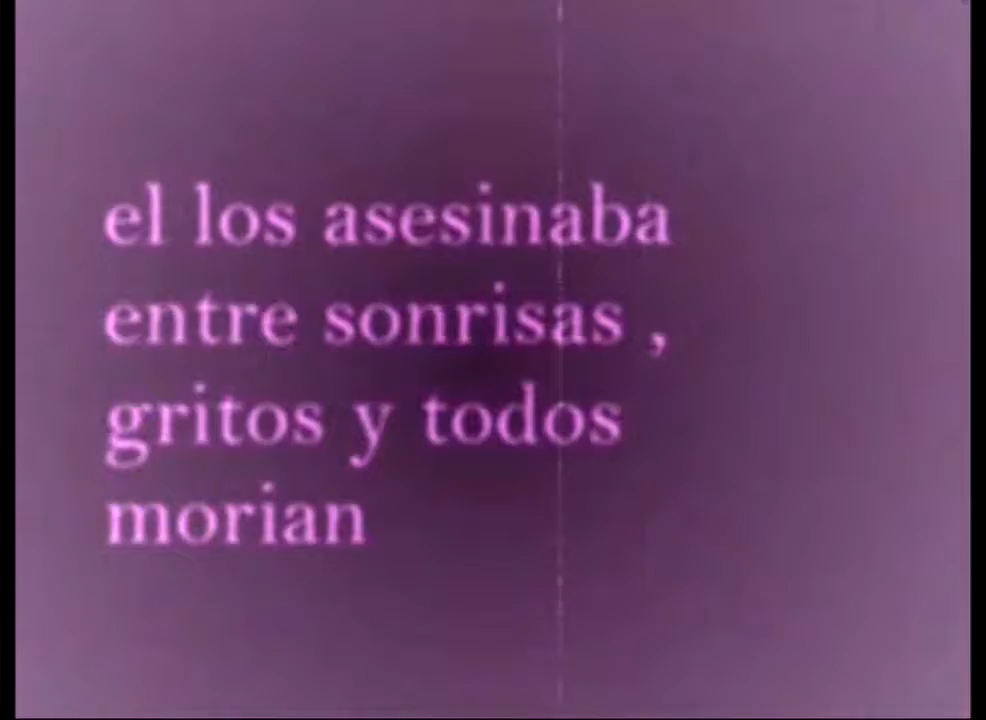 el los asesinaba
entre sonrisas ,
gritos y todos
morian